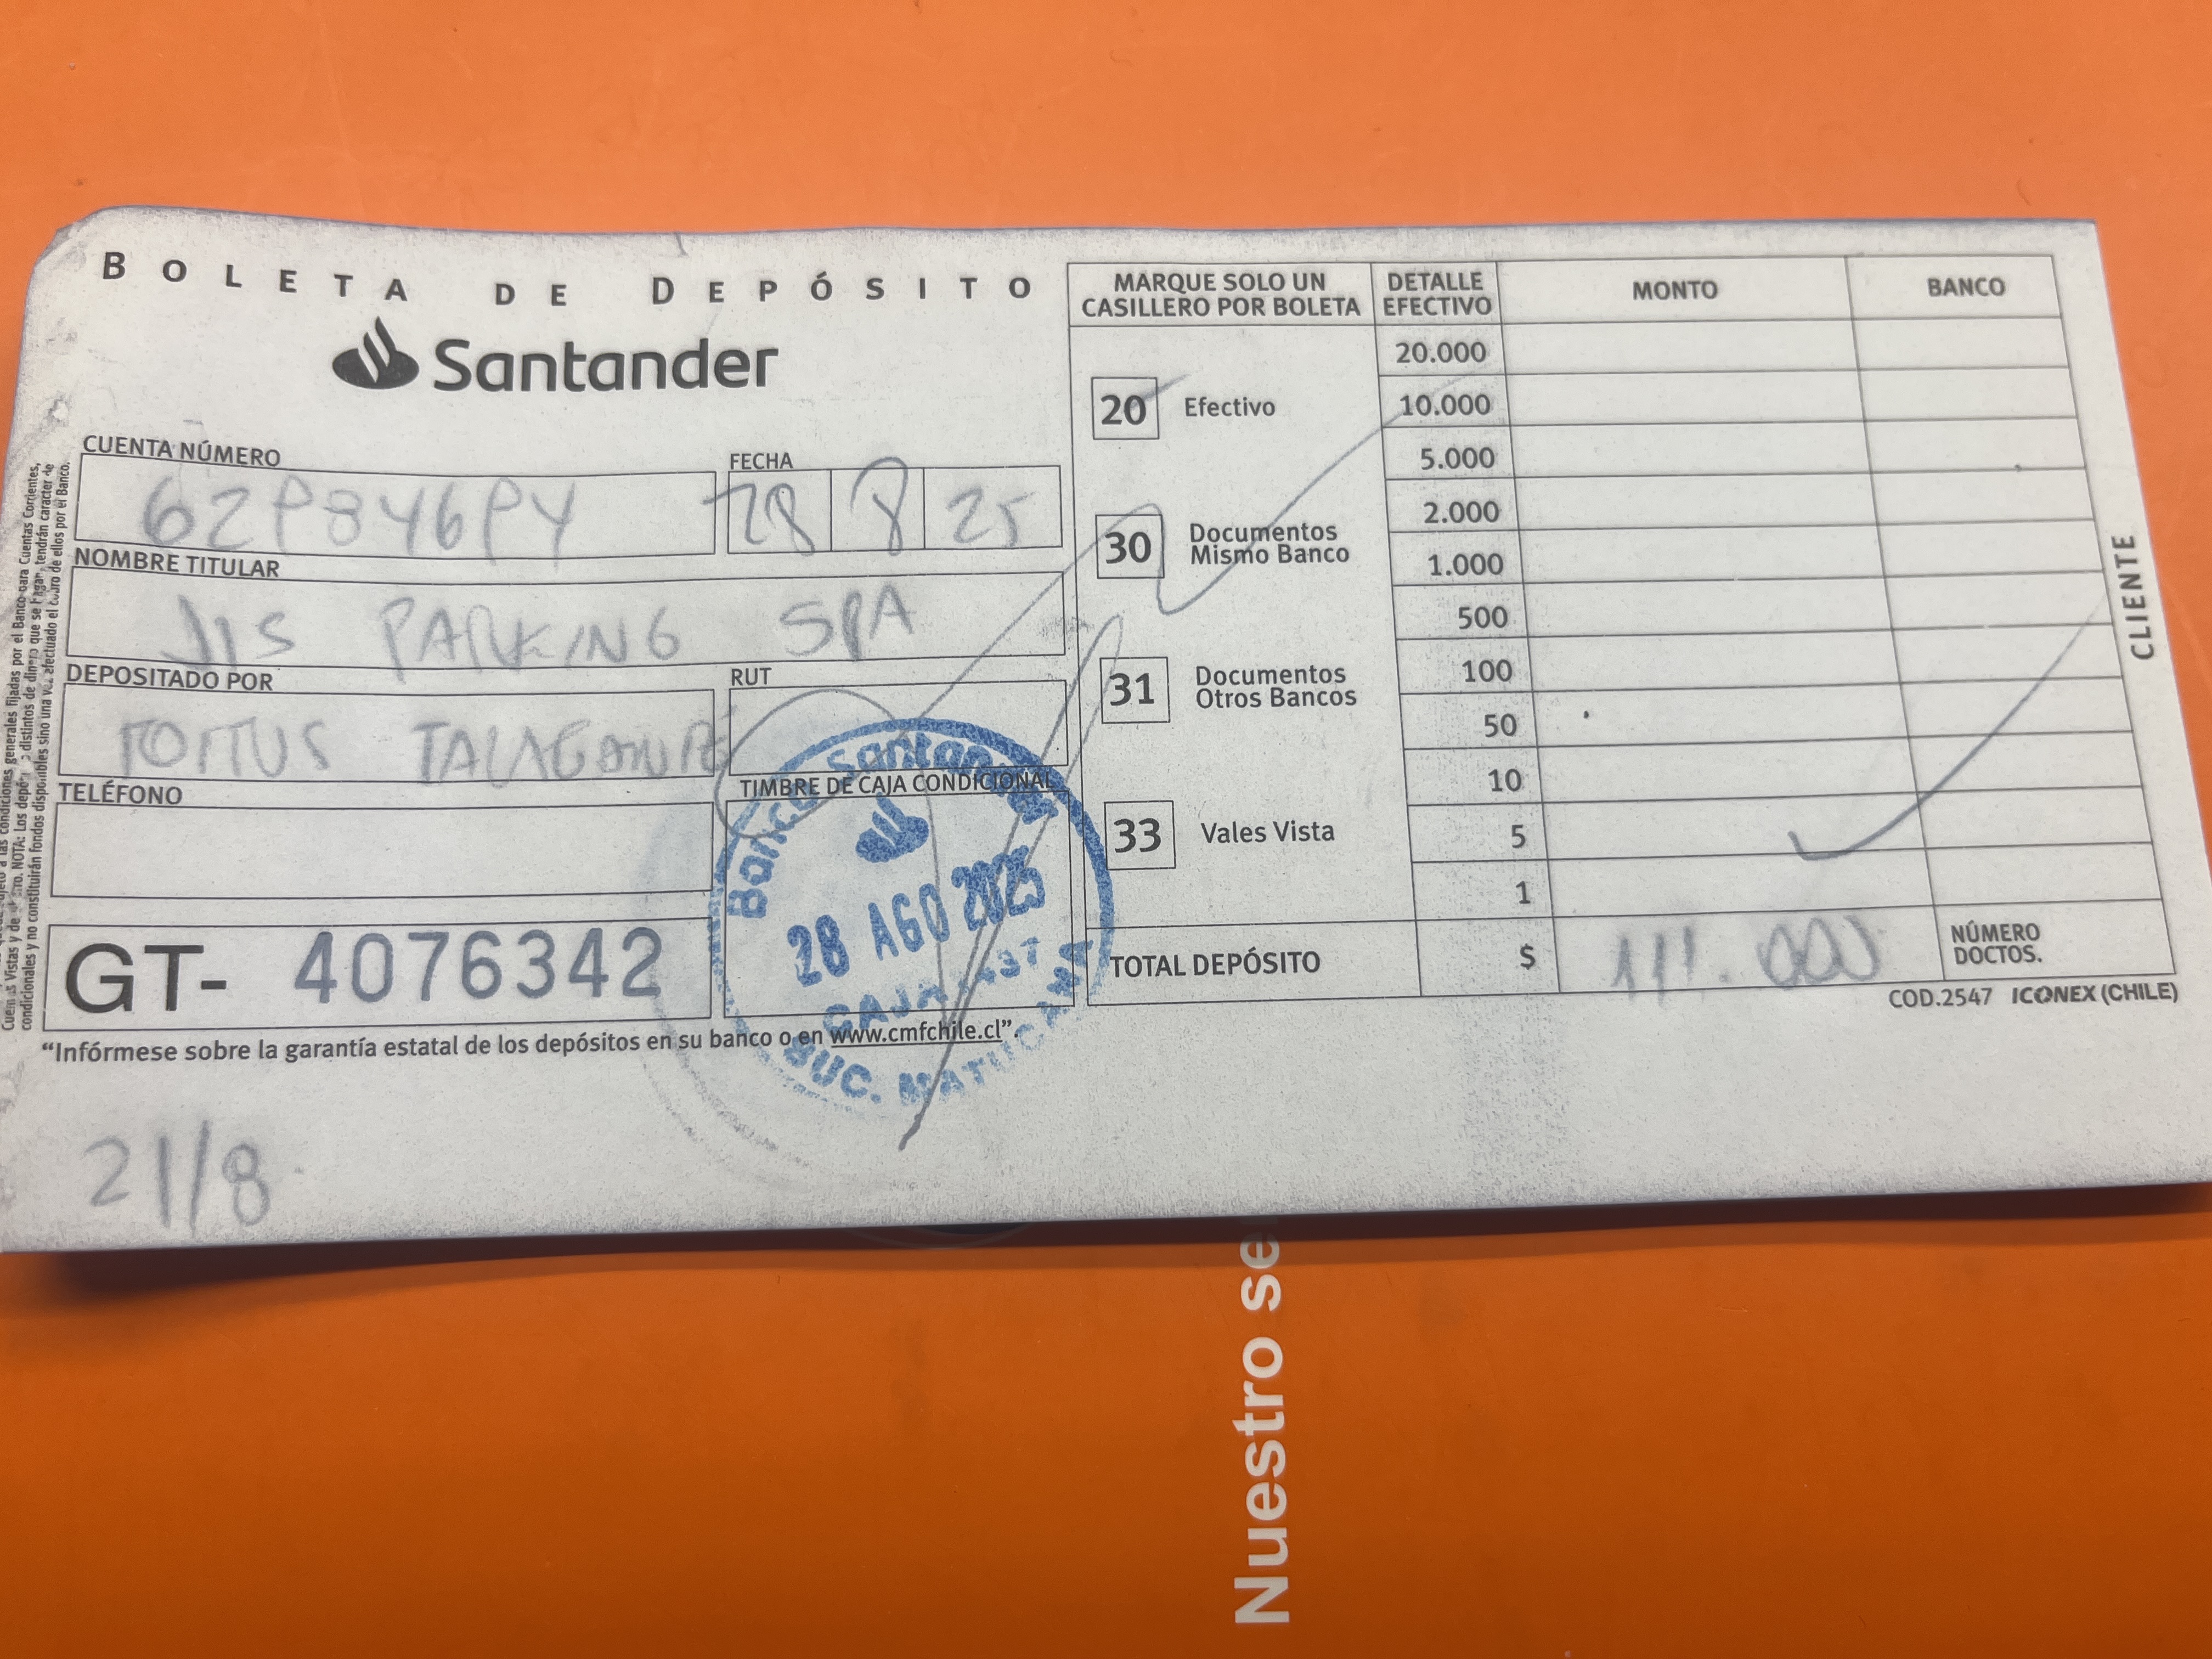 BOLETA DE DEPÓSITO
Santander
CUENTA NÚMERO
62984694
FECHA
28 8 25
NOMBRE TITULAR
JIS PARKING SPA
DEPOSITADO POR
TOTTUS TALAGANTE
RUT
TELÉFONO
TIMBRE DE CAJA CONDICIONAL
Banco Santander
28 AGO 2025
CAJA 437
SUC. MATUCANA
GT- 4076342
"Infórmese sobre la garantía estatal de los depósitos en su banco o en www.cmfchile.cl".
21/8
MARQUE SOLO UN
CASILLERO POR BOLETA
20 Efectivo
30 Documentos
Mismo Banco
31 Documentos
Otros Bancos
33 Vales Vista
DETALLE
EFECTIVO
MONTO
BANCO
20.000
10.000
5.000
2.000
1.000
500
100
50
10
5
1
TOTAL DEPÓSITO $ 111.000
NÚMERO
DOCTOS.
COD.2547 ICONEX (CHILE)
CLIENTE
Nuestro se